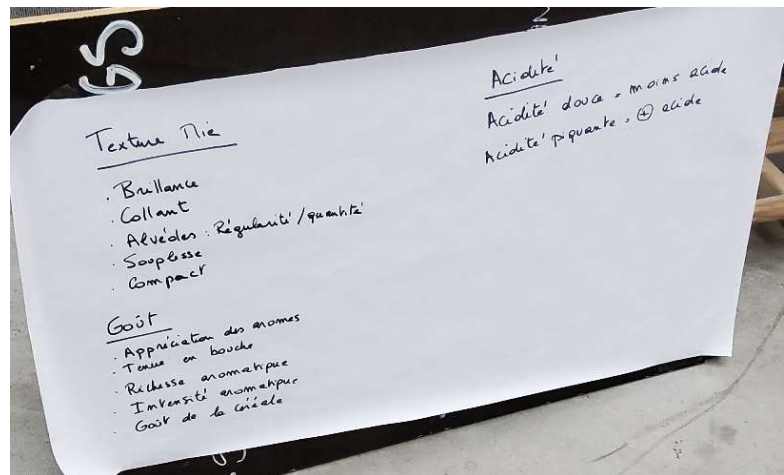 Texture Mie
. Brillance
. Collant
. Alvéoles : Régularité / quantité
. Souplesse
. Compact
Goût
. Appréciation des aromes
. Tenue en bouche
. Richesse aromatique
. Intensité aromatique
. Goût de la céréale
Acidité
Acidité douce = moins acide
Acidité piquante = ⊕ acide